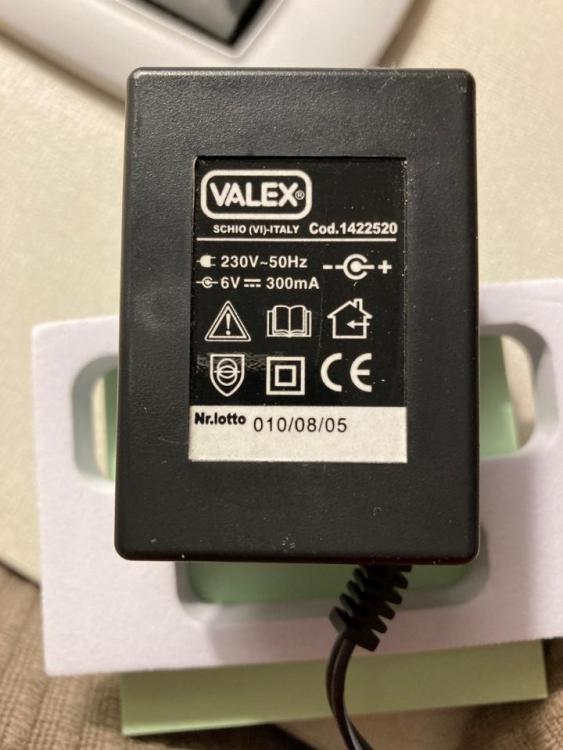 VALEX®
SCHIO (VI)-ITALY Cod.1422520
230V~50Hz
6V 300mA
CE
Nr.lotto 010/08/05